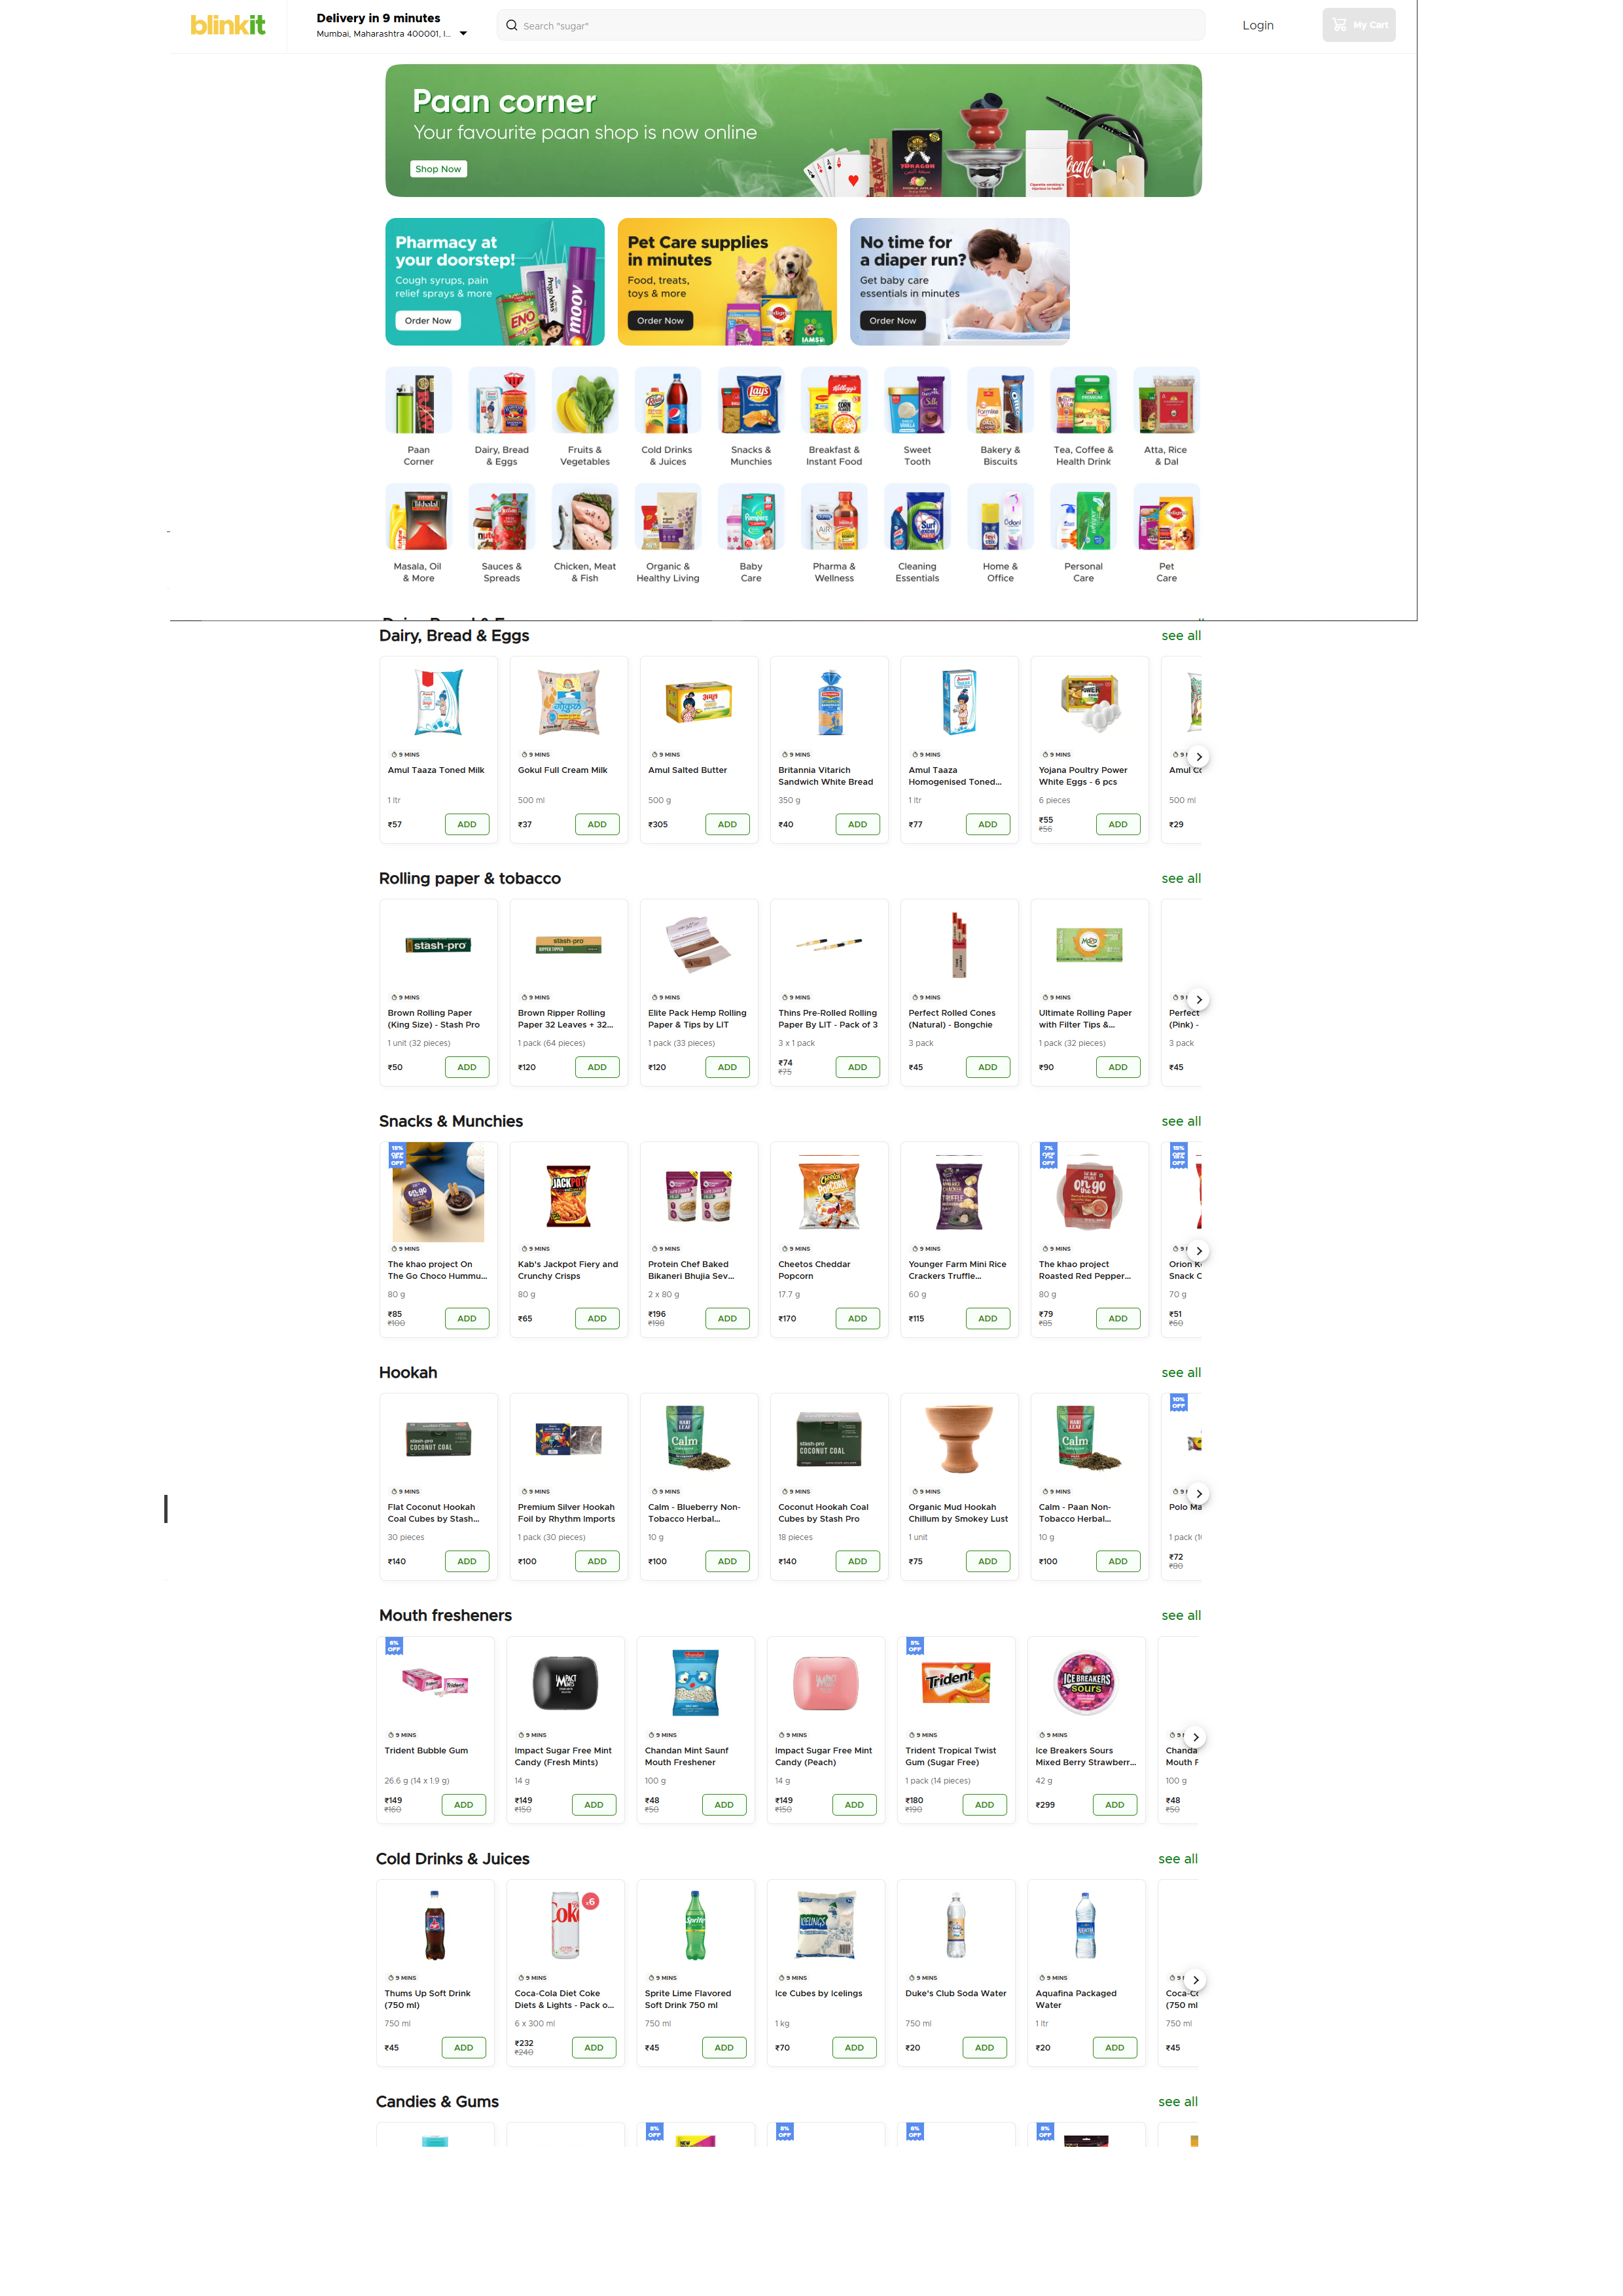 blinkit
Delivery in 9 minutes
Mumbai, Maharashtra 400001, I...
Search "sugar"
Login
My Cart
Paan corner
Your favourite paan shop is now online
Shop Now
Pharmacy at
your doorstep!
Cough syrups, pain
relief sprays & more
Order Now
Pet Care supplies
in minutes
Food, treats,
toys & more
Order Now
No time for
a diaper run?
Get baby care
essentials in minutes
Order Now
Paan
Corner
Dairy, Bread
& Eggs
Fruits &
Vegetables
Cold Drinks
& Juices
Snacks &
Munchies
Breakfast &
Instant Food
Sweet
Tooth
Bakery &
Biscuits
Tea, Coffee &
Health Drink
Atta, Rice
& Dal
Masala, Oil
& More
Sauces &
Spreads
Chicken, Meat
& Fish
Organic &
Healthy Living
Baby
Care
Pharma &
Wellness
Cleaning
Essentials
Home &
Office
Personal
Care
Pet
Care
Dairy, Bread & Eggs
see all
9 MINS
Amul Taaza Toned Milk
1 ltr
₹57
ADD
9 MINS
Gokul Full Cream Milk
500 ml
₹37
ADD
9 MINS
Amul Salted Butter
500 g
₹305
ADD
9 MINS
Britannia Vitarich
Sandwich White Bread
350 g
₹40
ADD
9 MINS
Amul Taaza
Homogenised Toned...
1 ltr
₹77
ADD
9 MINS
Yojana Poultry Power
White Eggs - 6 pcs
6 pieces
₹55
₹56
ADD
Amul
500 ml
₹29
Rolling paper & tobacco
see all
9 MINS
Brown Rolling Paper
(King Size) - Stash Pro
1 unit (32 pieces)
₹50
ADD
9 MINS
Brown Ripper Rolling
Paper 32 Leaves + 32...
1 pack (64 pieces)
₹120
ADD
9 MINS
Elite Pack Hemp Rolling
Paper & Tips by LIT
1 pack (33 pieces)
₹120
ADD
9 MINS
Thins Pre-Rolled Rolling
Paper By LIT - Pack of 3
3 x 1 pack
₹74
₹75
ADD
9 MINS
Perfect Rolled Cones
(Natural) - Bongchie
3 pack
₹45
ADD
9 MINS
Ultimate Rolling Paper
with Filter Tips &...
1 pack (32 pieces)
₹90
ADD
Perfect
(Pink) -
3 pack
₹45
Snacks & Munchies
see all
15%
OFF
9 MINS
The khao project On
The Go Choco Hummu...
80 g
₹85
₹100
ADD
9 MINS
Kab's Jackpot Fiery and
Crunchy Crisps
80 g
₹65
ADD
9 MINS
Protein Chef Baked
Bikaneri Bhujia Sev...
2 x 80 g
₹196
₹198
ADD
9 MINS
Cheetos Cheddar
Popcorn
17.7 g
₹170
ADD
9 MINS
Younger Farm Mini Rice
Crackers Truffle...
60 g
₹115
ADD
7%
OFF
9 MINS
The khao project
Roasted Red Pepper...
80 g
₹79
₹85
ADD
15%
OFF
Orion
Snack
70 g
₹51
₹60
Hookah
see all
9 MINS
Flat Coconut Hookah
Coal Cubes by Stash...
30 pieces
₹140
ADD
9 MINS
Premium Silver Hookah
Foil by Rhythm Imports
1 pack (30 pieces)
₹100
ADD
9 MINS
Calm - Blueberry Non-
Tobacco Herbal...
10 g
₹100
ADD
9 MINS
Coconut Hookah Coal
Cubes by Stash Pro
18 pieces
₹140
ADD
9 MINS
Organic Mud Hookah
Chillum by Smokey Lust
1 unit
₹75
ADD
9 MINS
Calm - Paan Non-
Tobacco Herbal...
10 g
₹100
ADD
10%
OFF
Polo
1 pack
₹72
₹80
Mouth fresheners
see all
6%
OFF
9 MINS
Trident Bubble Gum
26.6 g (14 x 1.9 g)
₹149
₹160
ADD
9 MINS
Impact Sugar Free Mint
Candy (Fresh Mints)
14 g
₹149
₹150
ADD
9 MINS
Chandan Mint Saunf
Mouth Freshener
100 g
₹48
₹50
ADD
9 MINS
Impact Sugar Free Mint
Candy (Peach)
14 g
₹149
₹150
ADD
5%
OFF
9 MINS
Trident Tropical Twist
Gum (Sugar Free)
1 pack (14 pieces)
₹180
₹190
ADD
9 MINS
Ice Breakers Sours
Mixed Berry Strawberr...
42 g
₹299
ADD
Chanda
Mouth F
100 g
₹48
₹50
Cold Drinks & Juices
see all
9 MINS
Thums Up Soft Drink
(750 ml)
750 ml
₹45
ADD
9 MINS
Coca-Cola Diet Coke
Diets & Lights - Pack o...
6 x 300 ml
₹232
₹240
ADD
9 MINS
Sprite Lime Flavored
Soft Drink 750 ml
750 ml
₹45
ADD
9 MINS
Ice Cubes by Icelings
1 kg
₹70
ADD
9 MINS
Duke's Club Soda Water
750 ml
₹20
ADD
9 MINS
Aquafina Packaged
Water
1 ltr
₹20
ADD
Coca-C
(750 ml
750 ml
₹45
Candies & Gums
see all
OFF
OFF
OFF
OFF